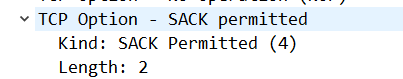 TCP Option - SACK permitted
Kind: SACK Permitted (4)
Length: 2